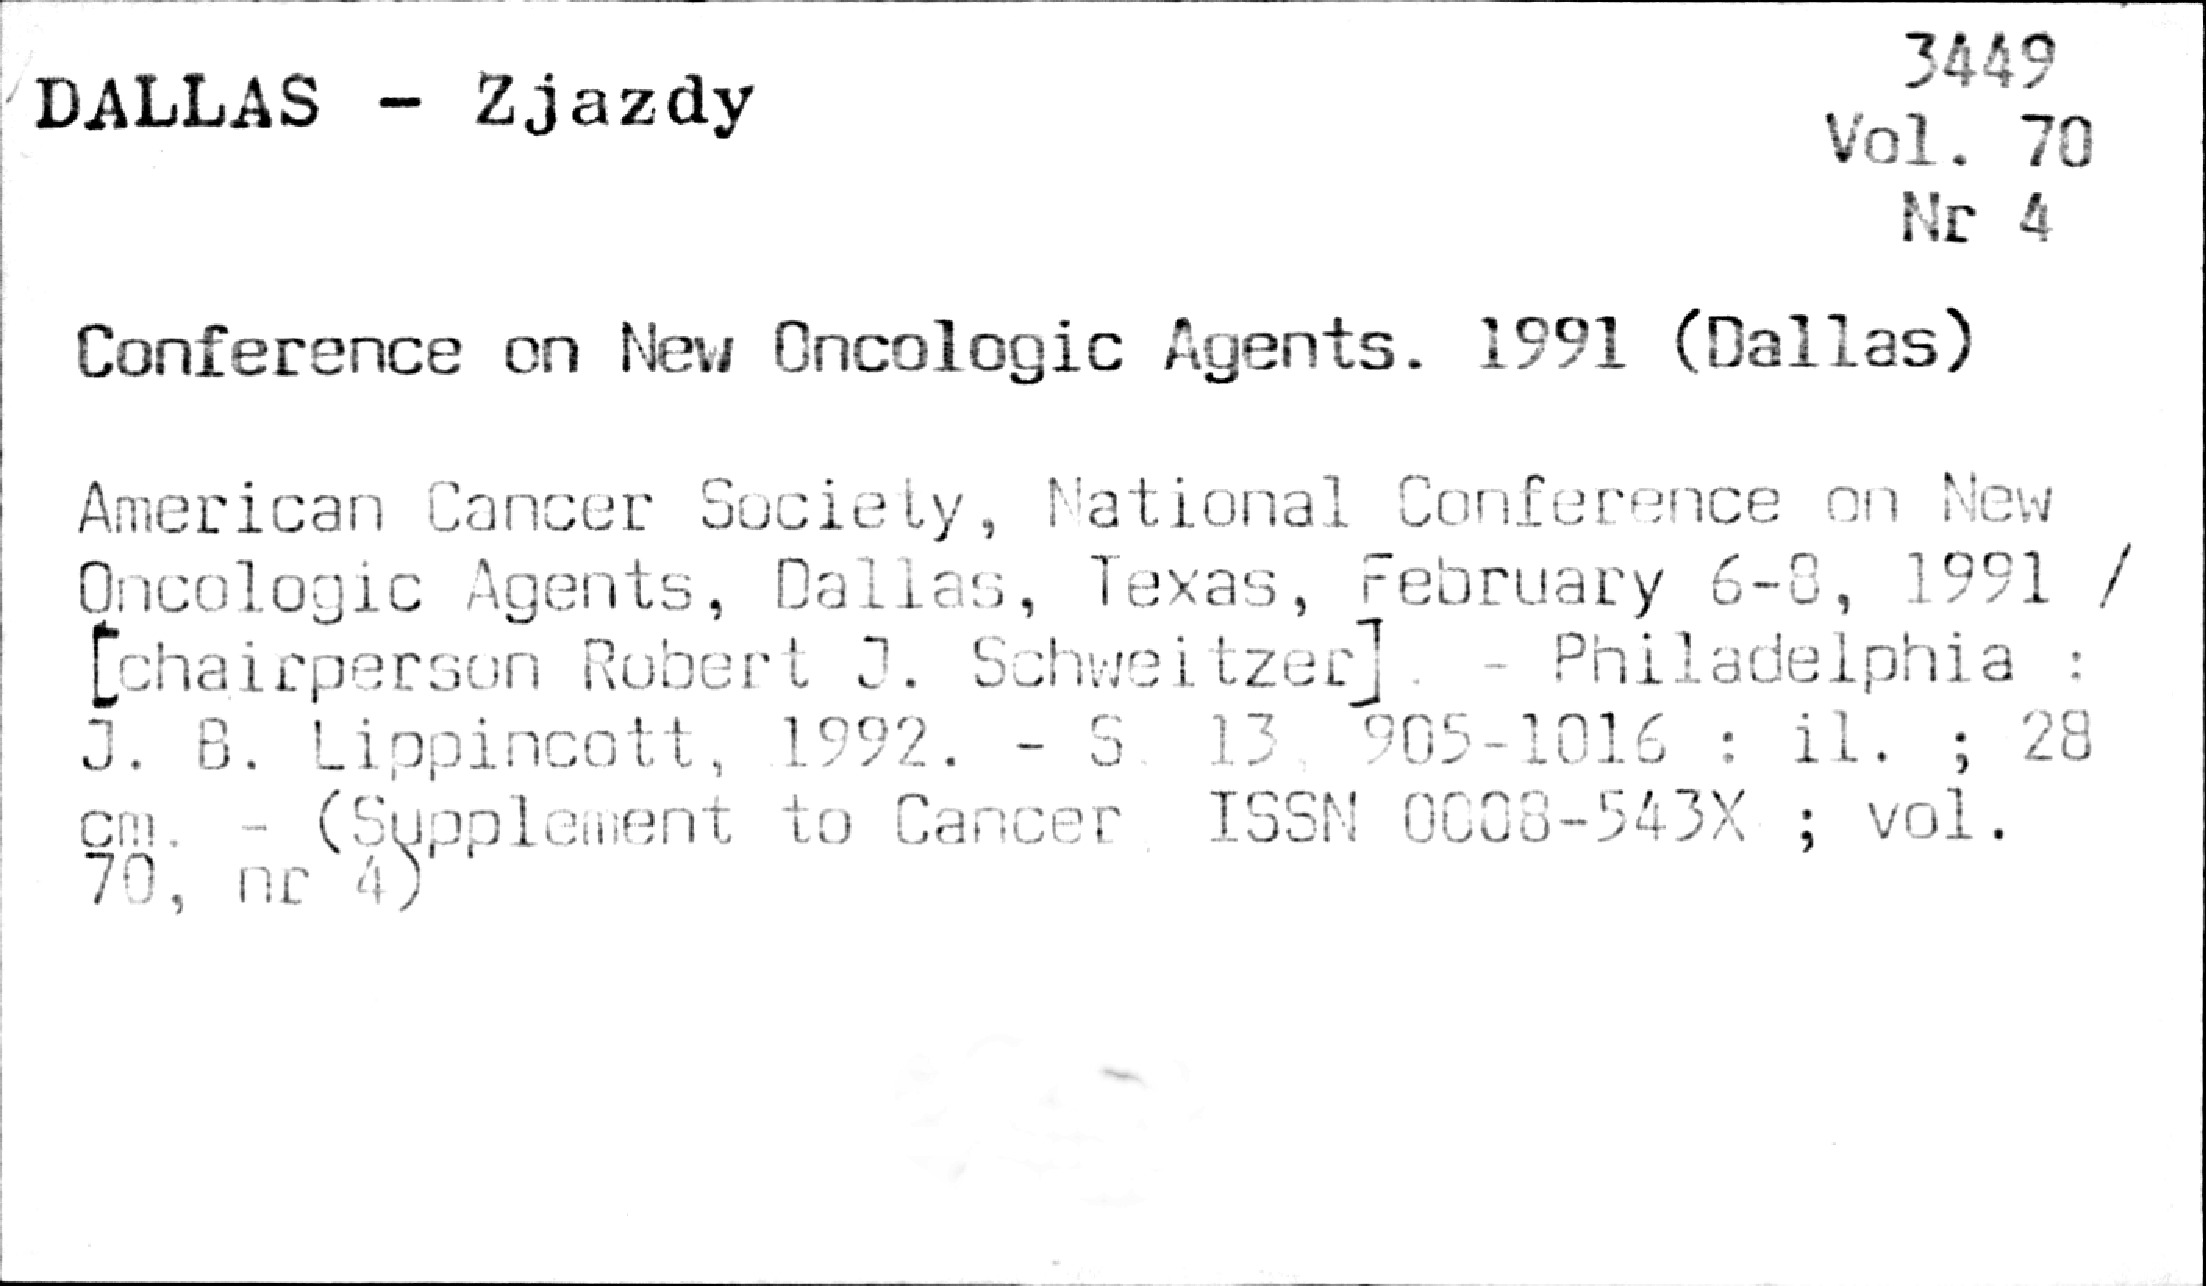 DALLAS - Zjazdy
3449
Vol. 70
Nr 4
Conference on New Oncologic Agents. 1991 (Dallas)
American Cancer Society, National Conference on New
Oncologic Agents, Dallas, Texas, February 6-8, 1991 /
[chairperson Robert J. Schweitzer]. - Philadelphia :
J. B. Lippincott, 1992. - S. 13, 905-1016 : il. ; 28
cm. - (Supplement to Cancer, ISSN 0008-543X ; vol.
70, nr 4)